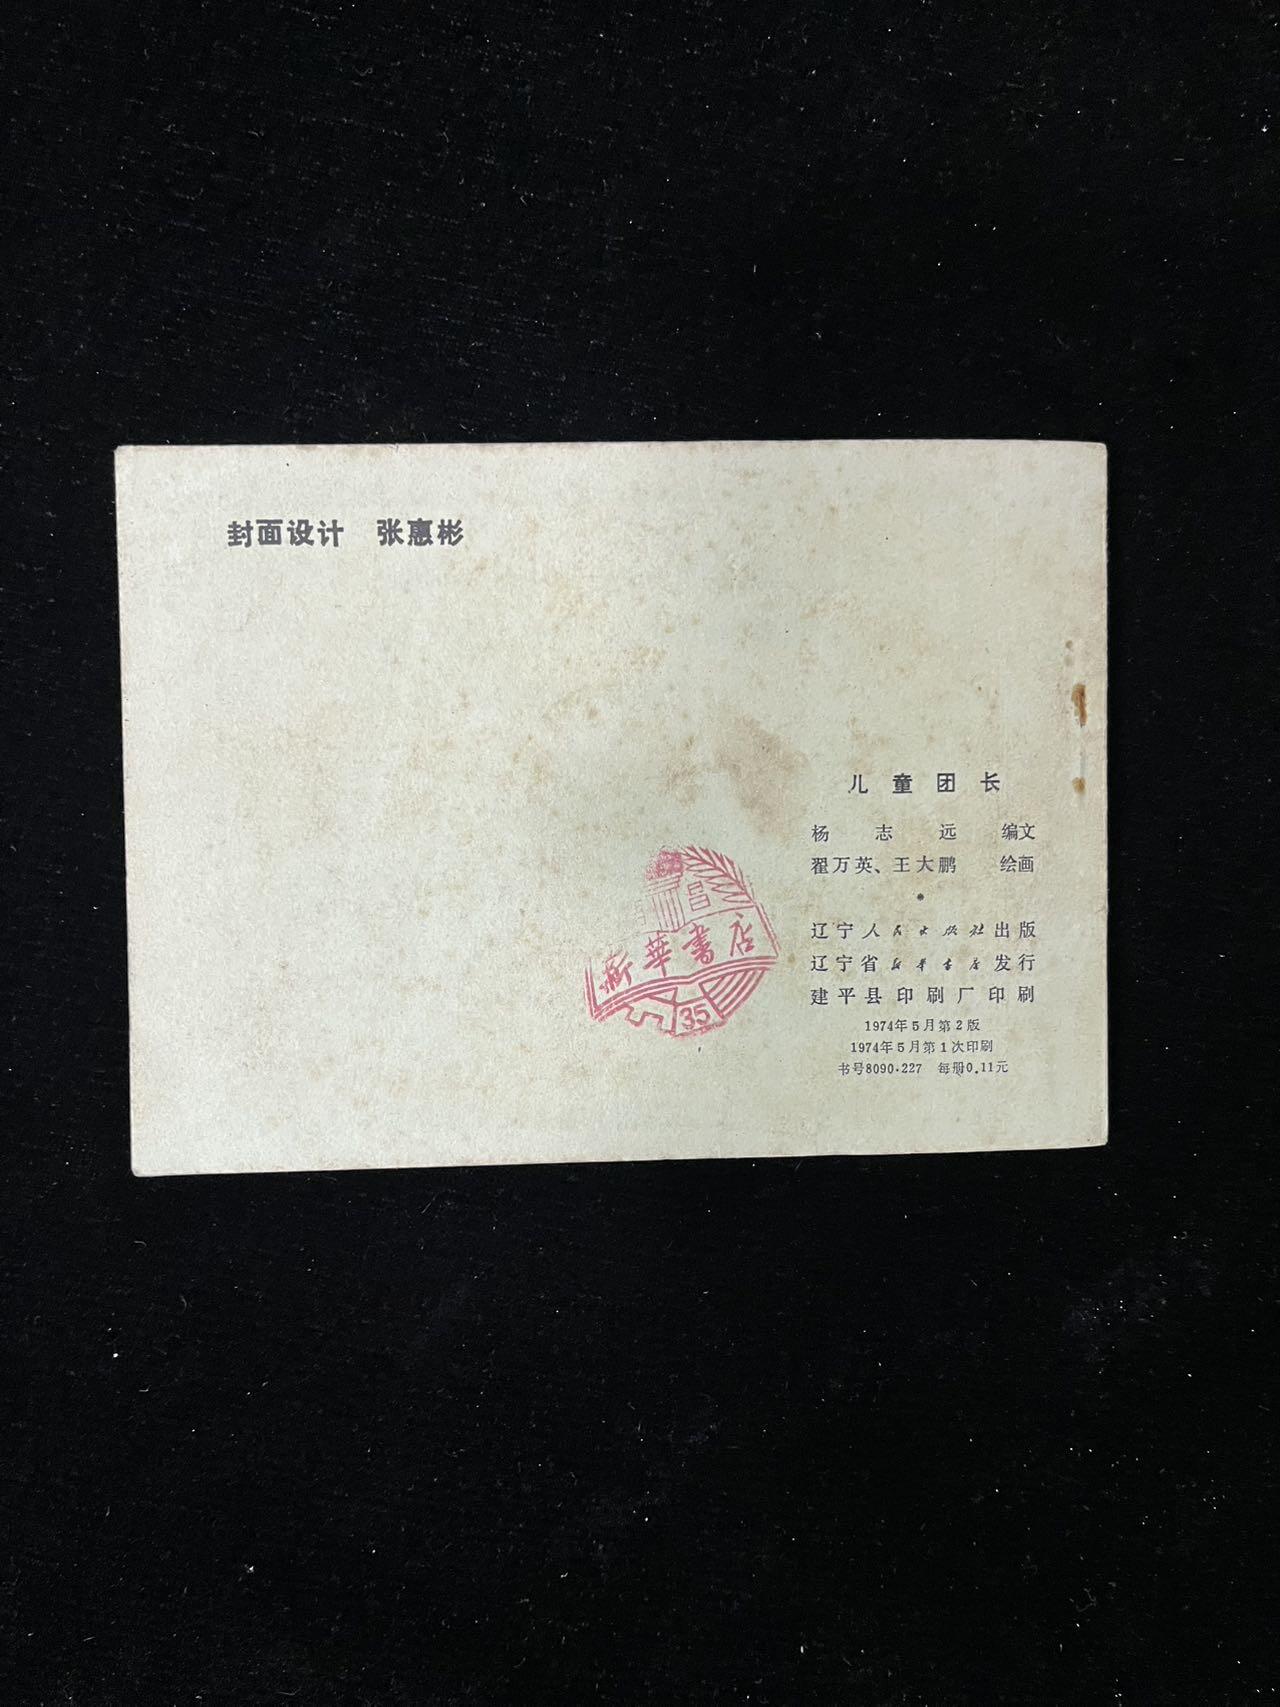 封面设计　张惠彬
儿童团长
杨志远　编文
翟万英、王大鹏　绘画
辽宁人民出版社出版
辽宁省新华书店发行
建平县印刷厂印刷
1974年5月第2版
1974年5月第1次印刷
书号8090·227　每册0.11元
新華書店
35